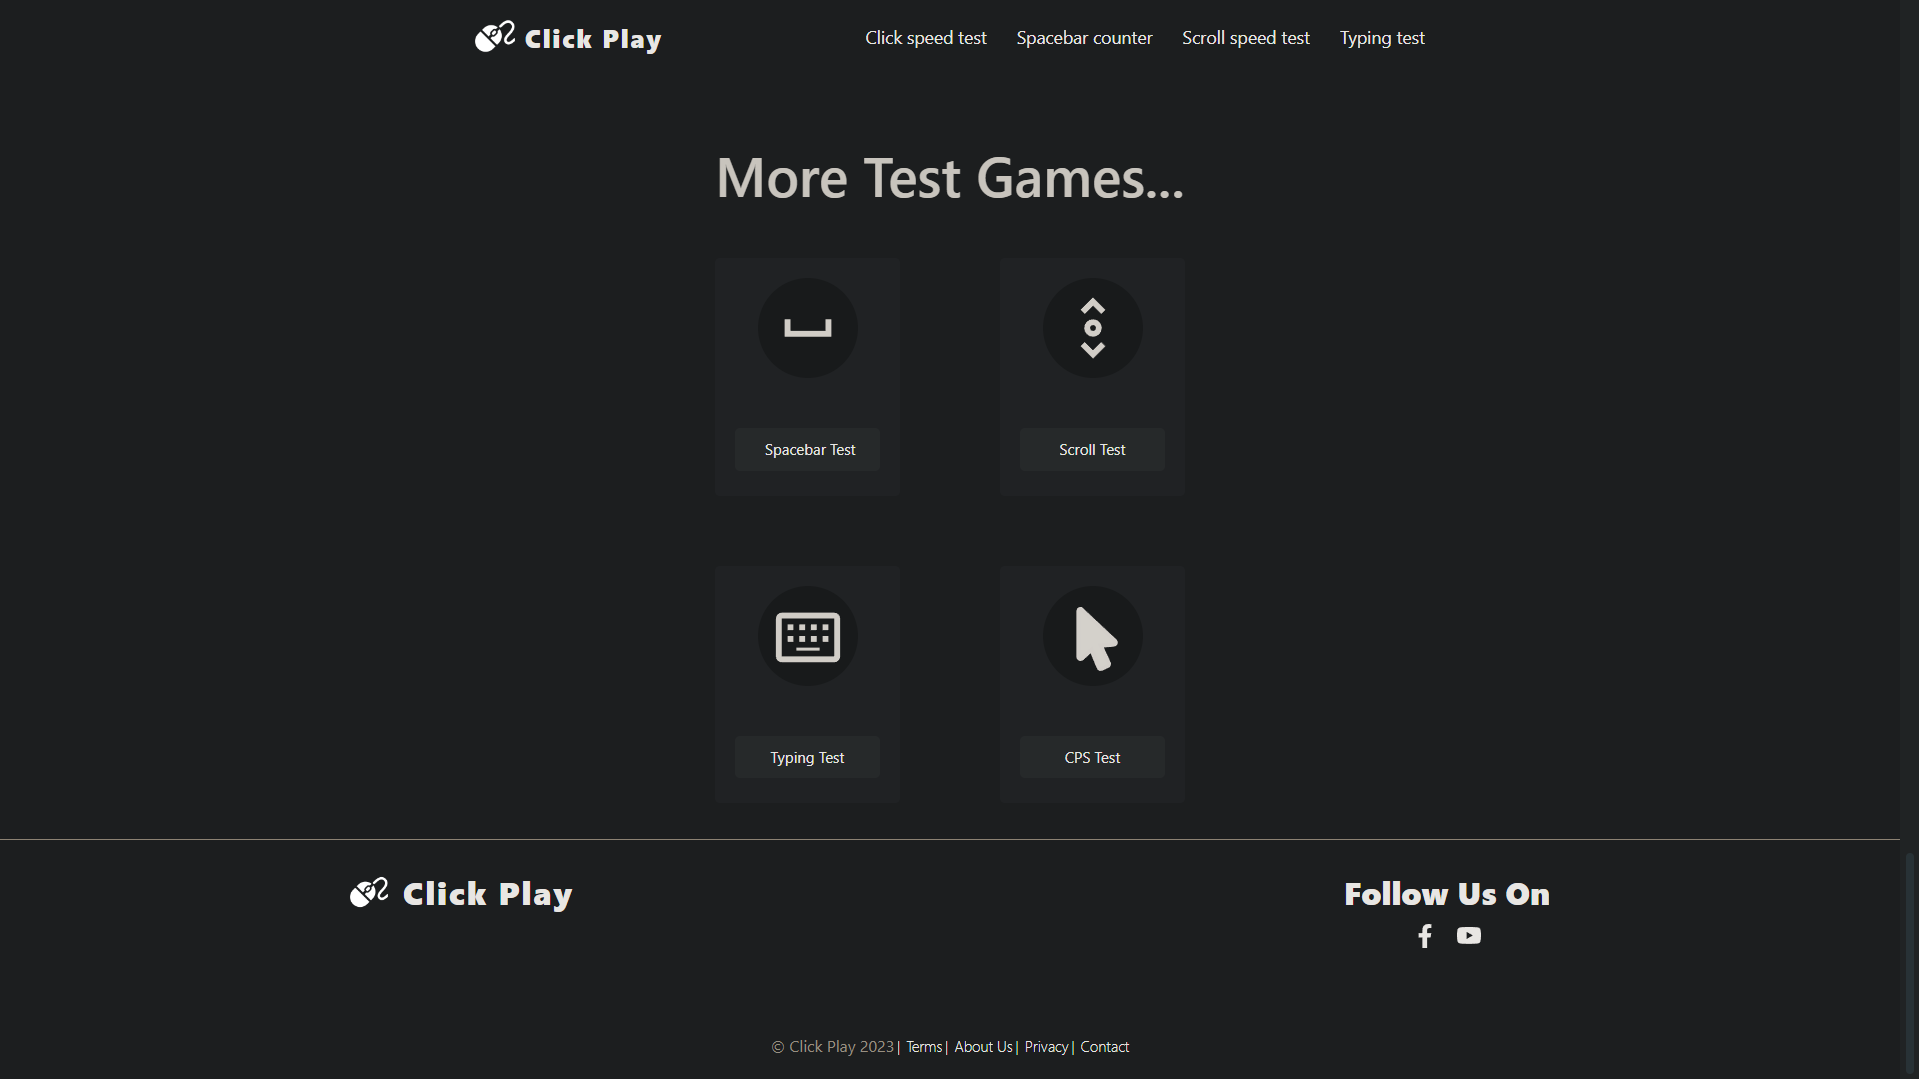 Click Play Click speed test Spacebar counter Scroll speed test Typing test
More Test Games...
Spacebar Test
Scroll Test
Typing Test
CPS Test
Click Play
Follow Us On
© Click Play 2023 | Terms | About Us | Privacy | Contact